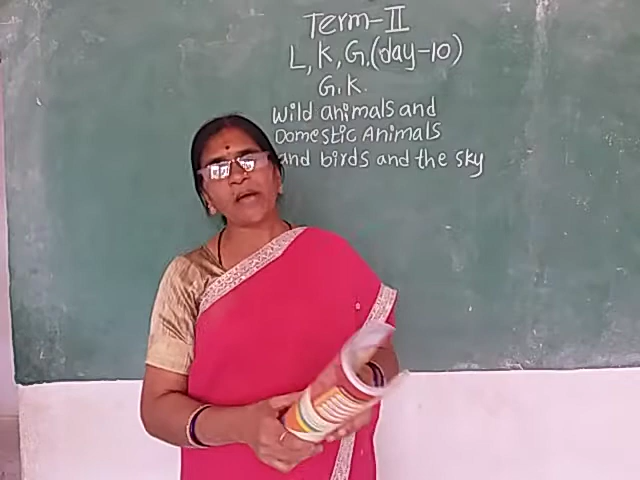 Term-II
L,K,G,(day-10)
G.K.
Wild animals and
Domestic Animals
and birds and the sky